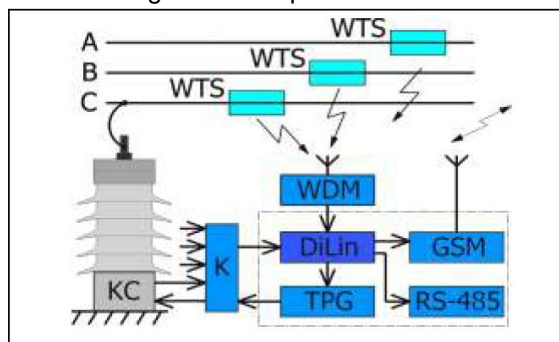 A WTS
B WTS
C WTS
WDM
K DiLin GSM
KC TPG RS-485